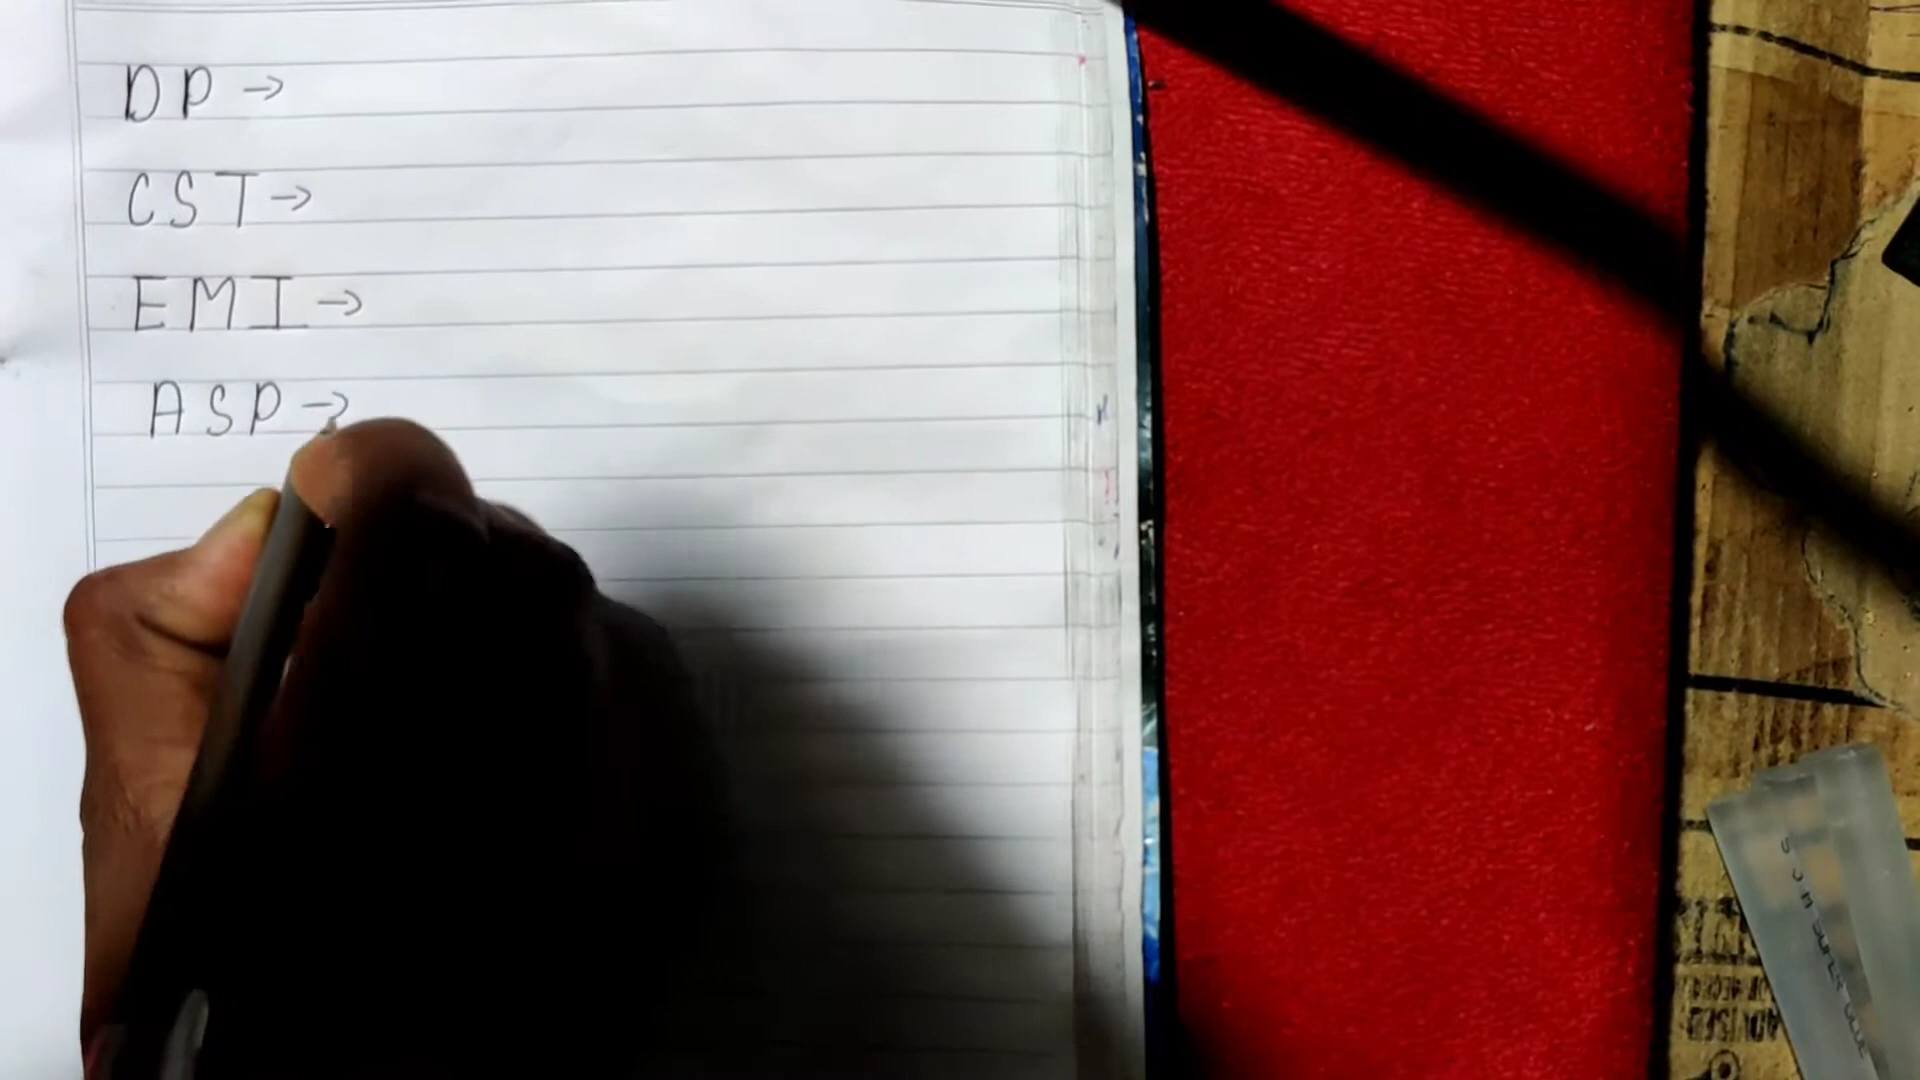 DP →
CST →
EMI →
ASP →